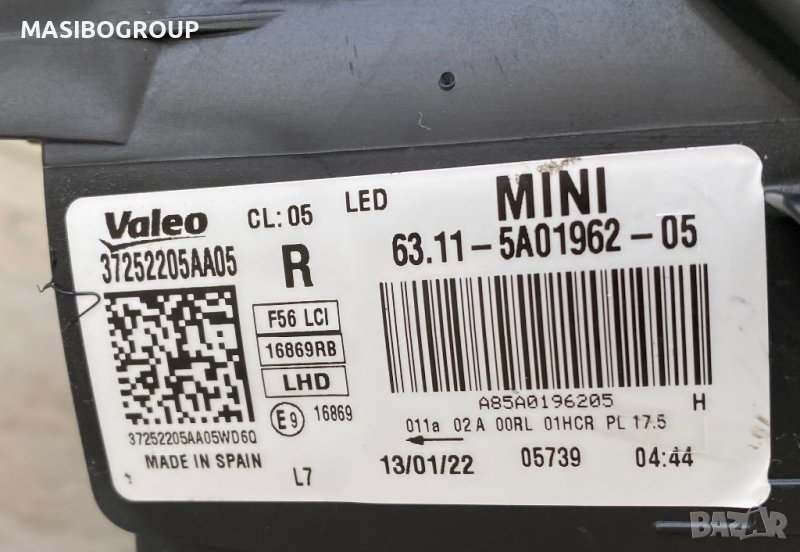 MASIBOGROUP
Valeo CL: 05 LED MINI
37252205AA05 R 63.11-5A01962-05
F56 LCI
16869RB
LHD
E9 16869
A85A0196205 H
37252205AA05WD6Q
011a 02A 00RL 01HCR PL 17.5
MADE IN SPAIN L7 13/01/22 05739 04:44
BAZAR